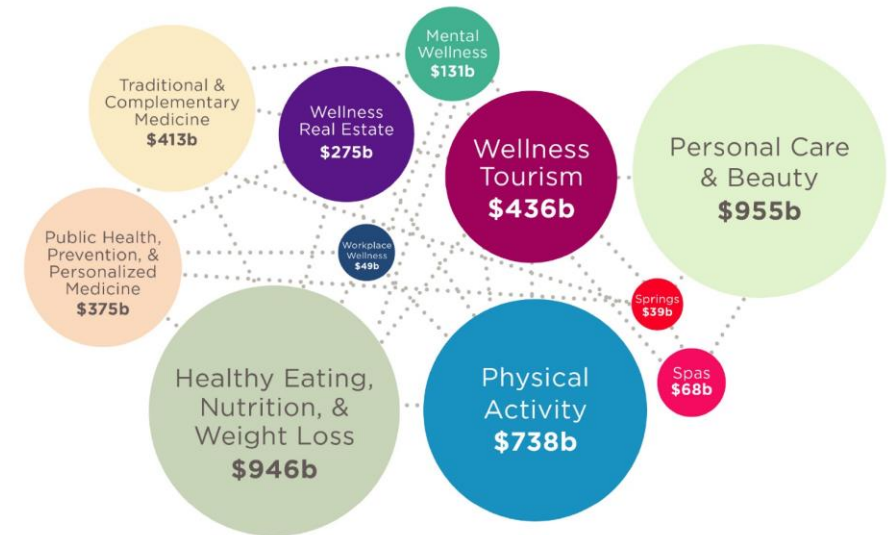 Mental
Wellness
$131b
Traditional &
Complementary
Medicine
$413b
Wellness
Real Estate
$275b
Wellness
Tourism
$436b
Personal Care
& Beauty
$955b
Public Health,
Prevention, &
Personalized
Medicine
$375b
Workplace
Wellness
$49b
Springs
$39b
Healthy Eating,
Nutrition, &
Weight Loss
$946b
Physical
Activity
$738b
Spas
$68b